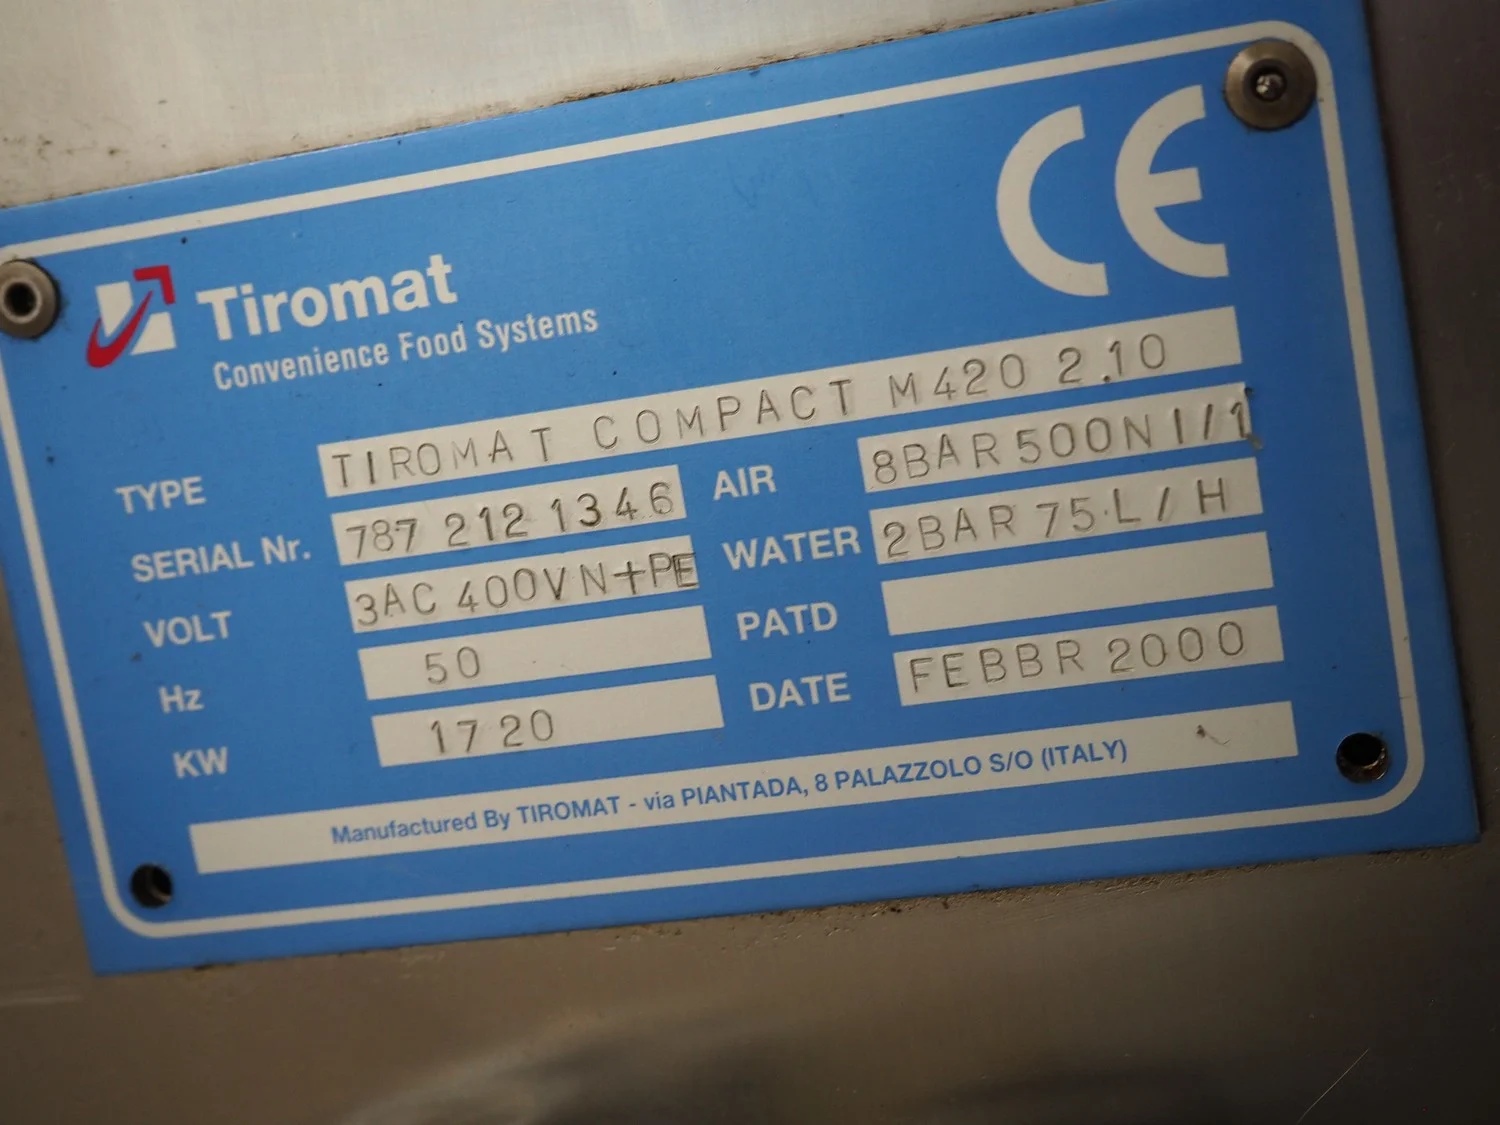 CE
Tiromat
Convenience Food Systems
TYPE TIROMAT COMPACT M420 2.10
SERIAL Nr. 787 212 1346 AIR 8BAR 500N1/1
VOLT 3AC 400V N+PE WATER 2BAR 75·L/H
Hz 50 PATD
KW 17 20 DATE FEBBR 2000
Manufactured By TIROMAT - via PIANTADA, 8 PALAZZOLO S/O (ITALY)